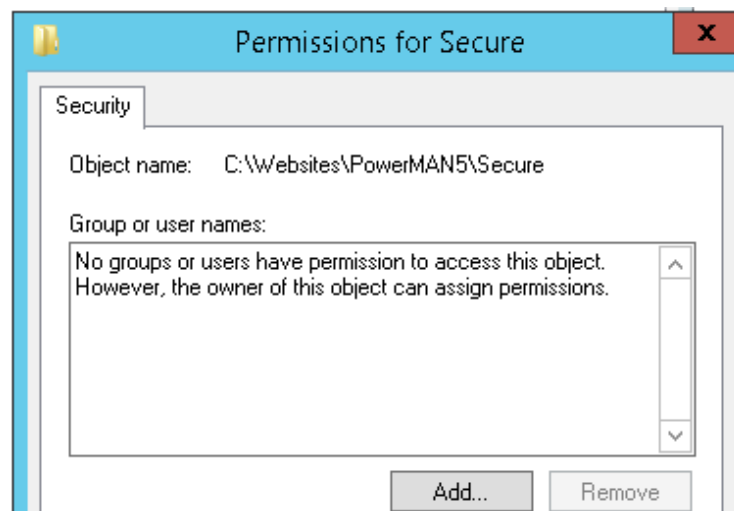 Permissions for Secure
x
Security
Object name: C:\Websites\PowerMAN5\Secure
Group or user names:
No groups or users have permission to access this object.
However, the owner of this object can assign permissions.
Add... Remove